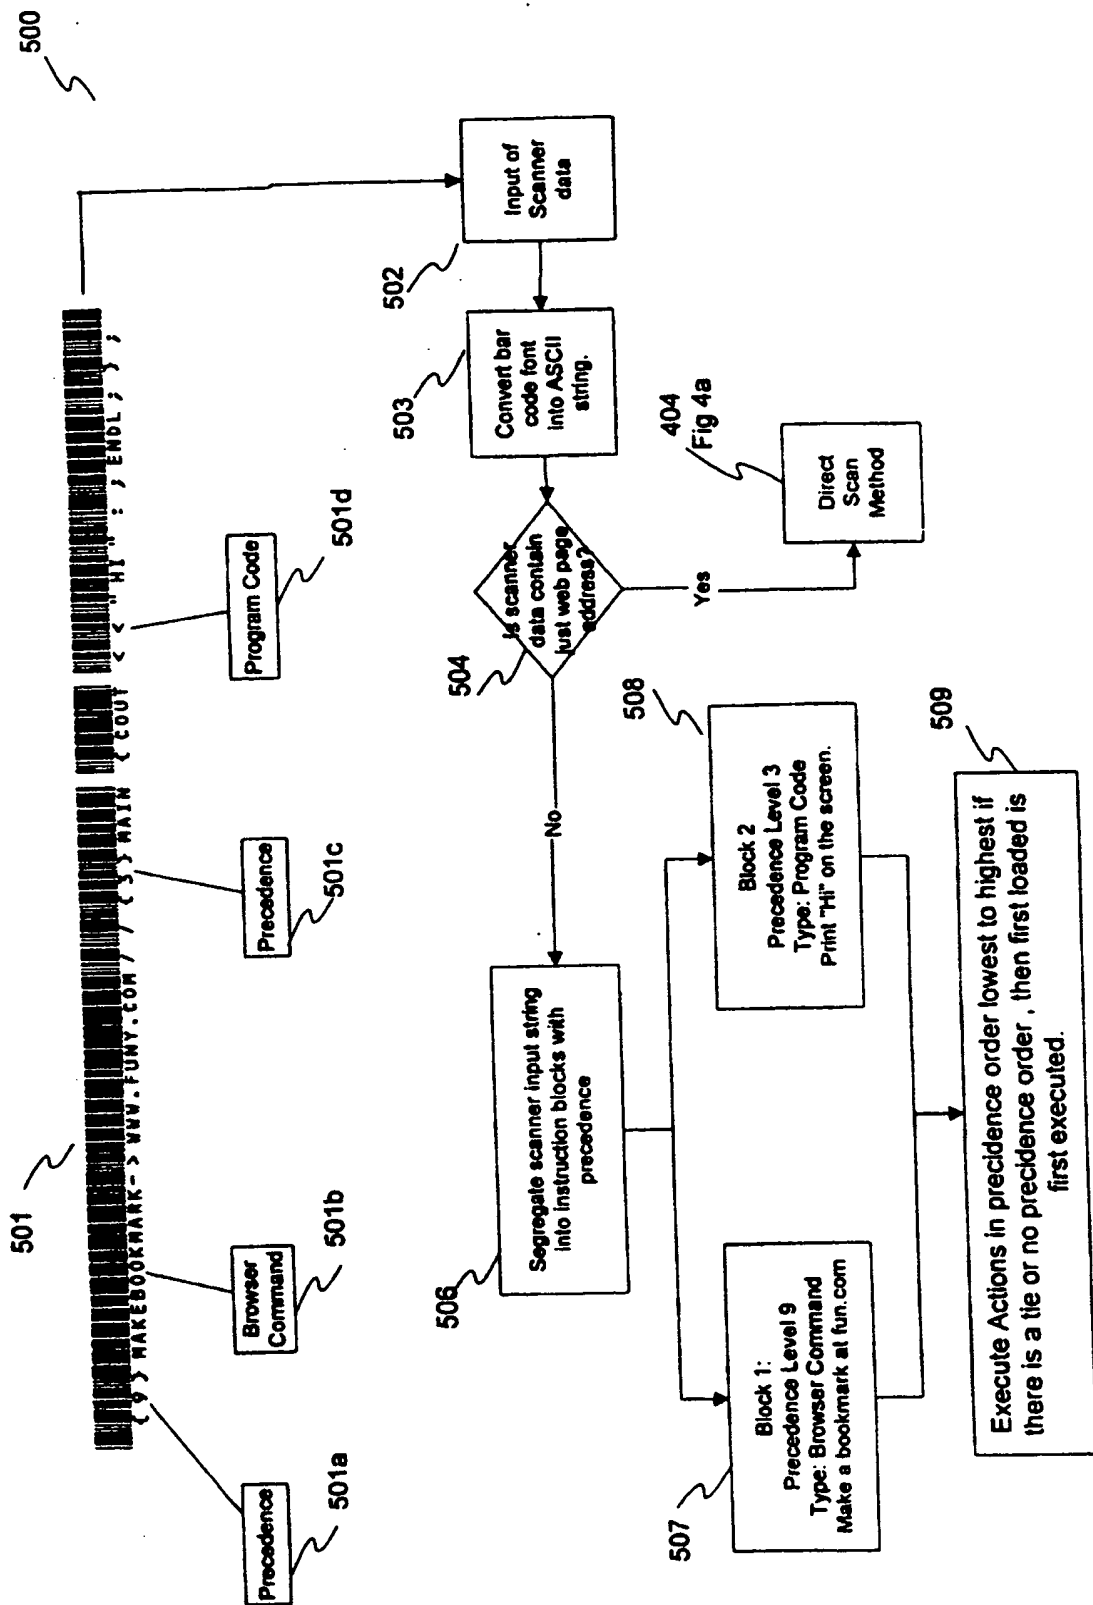 500
501
{9}MAKEBOOKMARK->WWW.FUNY.COM//{3}MAIN {COUT <<"HI":;ENDL;};
Precedence
501a
Browser
Command
501b
Precedence
501c
Program Code
501d
Input of
Scanner
data
502
Convert bar
code font
into ASCII
string.
503
Is scanner
data contain
just web page
address?
504
Yes
404
Fig 4a
Direct
Scan
Method
No
Segregate scanner input string
into instruction blocks with
precedence
506
Block 1:
Precedence Level 9
Type: Browser Command
Make a bookmark at fun.com
507
Block 2
Precedence Level 3
Type: Program Code
Print "Hi" on the screen.
508
Execute Actions in precidence order lowest to highest if
there is a tie or no precidence order , then first loaded is
first executed.
509